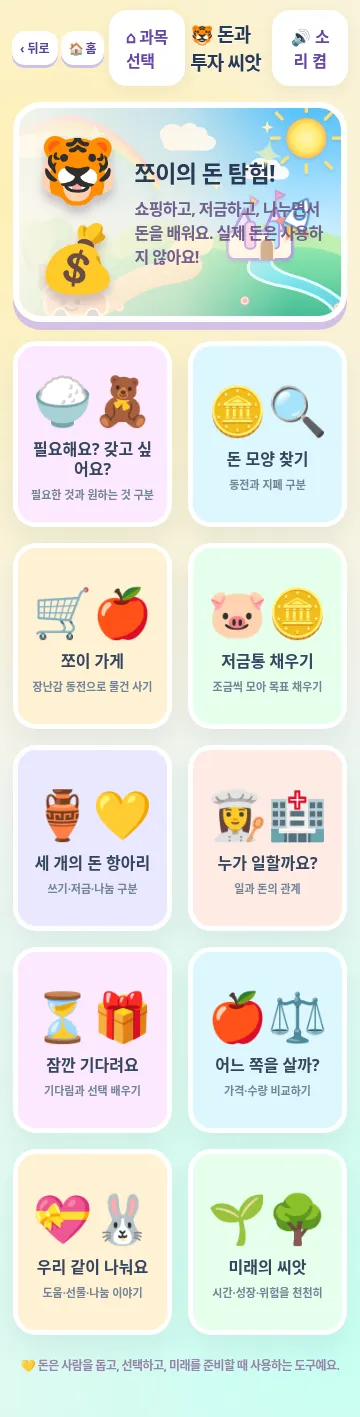 ‹ 뒤로
🏠 홈
⌂ 과목
선택
🐯 돈과
투자 씨앗
🔊 소
리 켬
쪼이의 돈 탐험!
쇼핑하고, 저금하고, 나누면서
돈을 배워요. 실제 돈은 사용하
지 않아요!
필요해요? 갖고 싶
어요?
필요한 것과 원하는 것 구분
돈 모양 찾기
동전과 지폐 구분
쪼이 가게
장난감 동전으로 물건 사기
저금통 채우기
조금씩 모아 목표 채우기
세 개의 돈 항아리
쓰기·저금·나눔 구분
누가 일할까요?
일과 돈의 관계
잠깐 기다려요
기다림과 선택 배우기
어느 쪽을 살까?
가격·수량 비교하기
우리 같이 나눠요
도움·선물·나눔 이야기
미래의 씨앗
시간·성장·위험을 천천히
💛 돈은 사람을 돕고, 선택하고, 미래를 준비할 때 사용하는 도구예요.